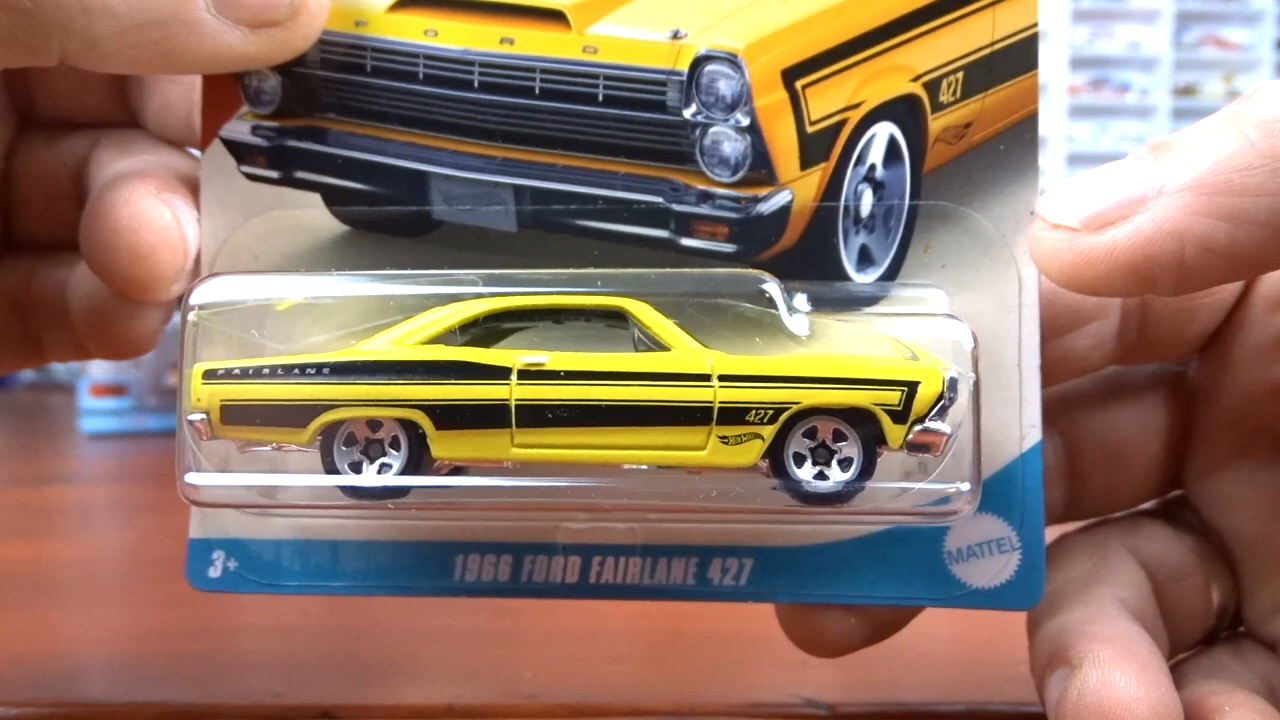 FORD
427
FAIRLANE
427
Hot Wheels
3+
1966 FORD FAIRLANE 427
MATTEL